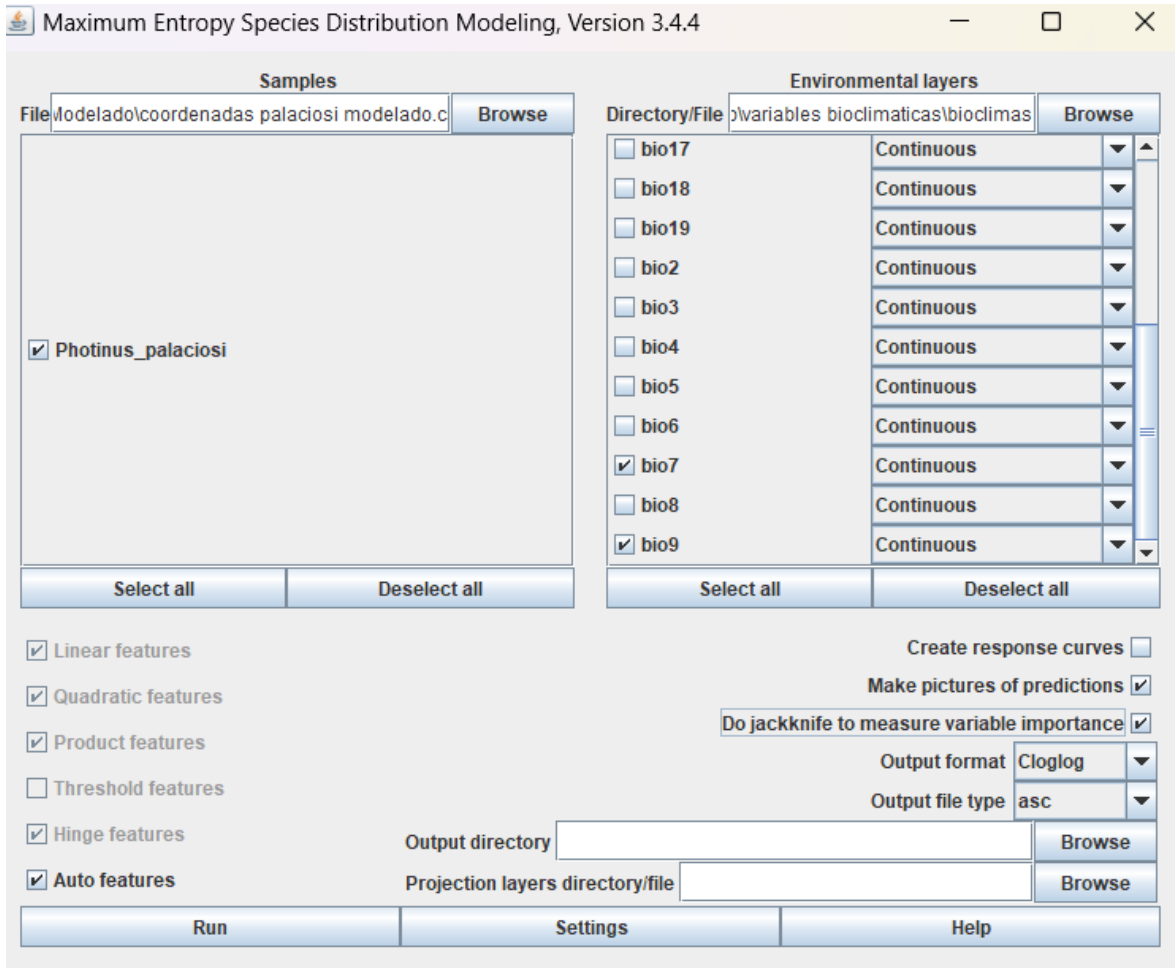 Maximum Entropy Species Distribution Modeling, Version 3.4.4
Samples
Environmental layers
File Modelado\coordenadas palaciosi modelado.c Browse
Directory/File o\variables bioclimaticas\bioclimas Browse
bio17 Continuous
bio18 Continuous
bio19 Continuous
bio2 Continuous
bio3 Continuous
bio4 Continuous
bio5 Continuous
bio6 Continuous
bio7 Continuous
bio8 Continuous
bio9 Continuous
Photinus_palaciosi
Select all Deselect all
Select all Deselect all
Linear features
Quadratic features
Product features
Threshold features
Hinge features
Auto features
Create response curves
Make pictures of predictions
Do jackknife to measure variable importance
Output format Cloglog
Output file type asc
Output directory Browse
Projection layers directory/file Browse
Run Settings Help